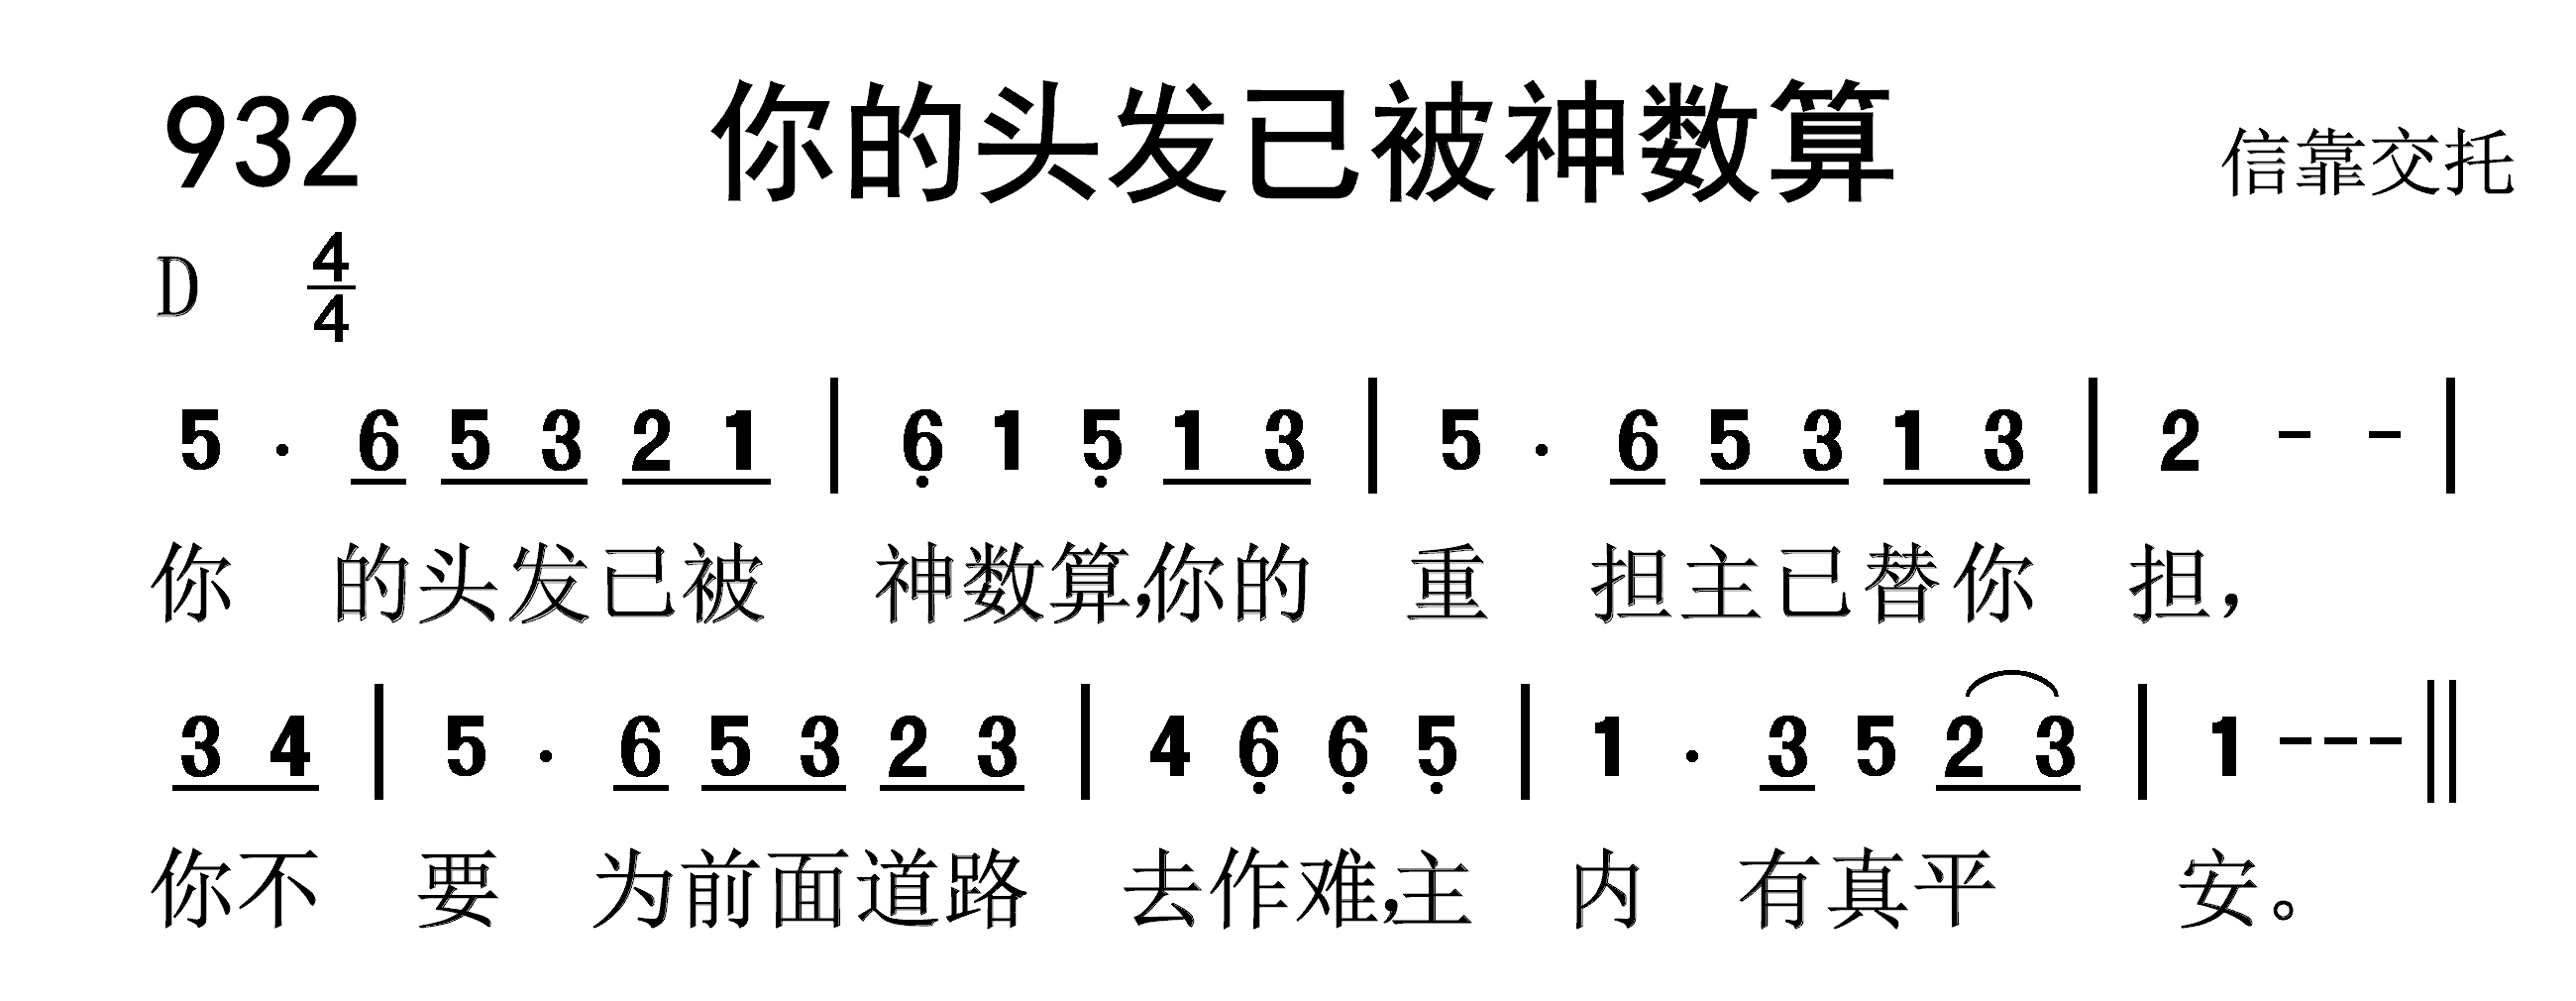 932 你的头发已被神数算 信靠交托
D 4/4
5 · 6 5 3 2 1 | 6̣ 1 5̣ 1 3 | 5 · 6 5 3 1 3 | 2 - - |
你 的头发已被 神数算,你的 重 担主已替你 担,
3 4 | 5 · 6 5 3 2 3 | 4 6̣ 6̣ 5̣ | 1 · 3 5 2 3 | 1 - - - ||
你不 要 为前面道路 去作难,主 内 有真平 安。